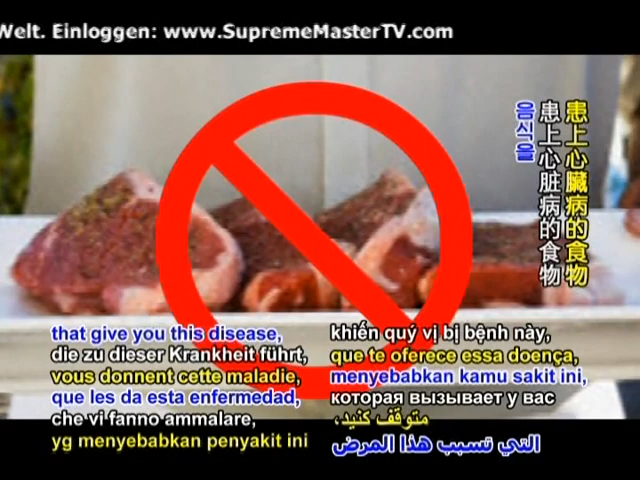 Welt. Einloggen: www.SupremeMasterTV.com
患上心臟病的食物
患上心脏病的食物
음식을
that give you this disease,
die zu dieser Krankheit führt,
vous donnent cette maladie,
que les da esta enfermedad,
che vi fanno ammalare,
yg menyebabkan penyakit ini
khiến quý vị bị bệnh này,
que te oferece essa doença,
menyebabkan kamu sakit ini,
которая вызывает у вас
متوقف کنید،
التي تسبب هذا المرض